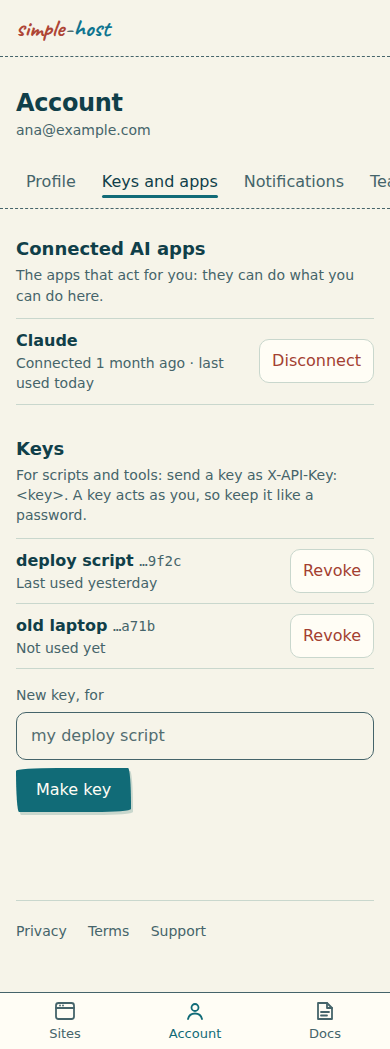 simple-host
Account
ana@example.com
Profile Keys and apps Notifications Tea
Connected AI apps
The apps that act for you: they can do what you
can do here.
Claude
Connected 1 month ago · last
used today
Disconnect
Keys
For scripts and tools: send a key as X-API-Key:
<key>. A key acts as you, so keep it like a
password.
deploy script …9f2c
Last used yesterday
Revoke
old laptop …a71b
Not used yet
Revoke
New key, for
my deploy script
Make key
Privacy Terms Support
Sites Account Docs